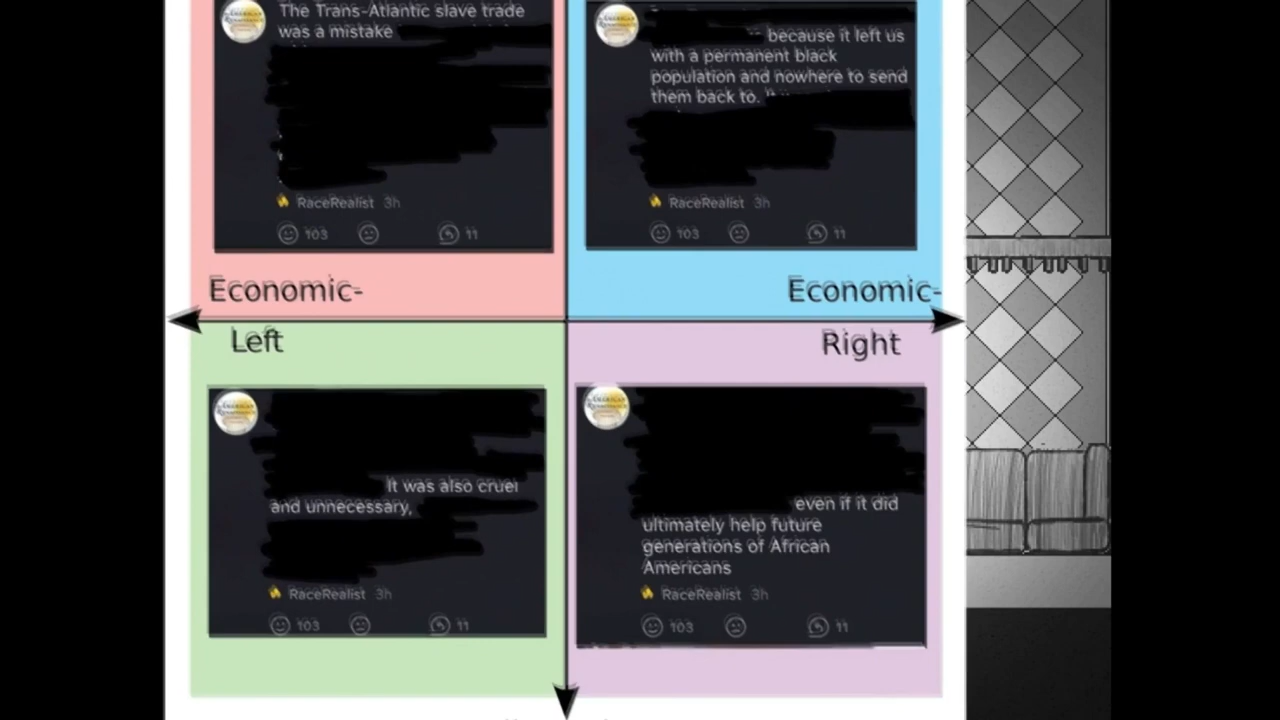 The Trans-Atlantic slave trade
was a mistake
RaceRealist 3h
103
11
because it left us
with a permanent black
population and nowhere to send
them back to.
RaceRealist 3h
103
11
Economic-
Left
Economic-
Right
It was also cruel
and unnecessary,
RaceRealist 3h
103
11
even if it did
ultimately help future
generations of African
Americans
RaceRealist 3h
103
11